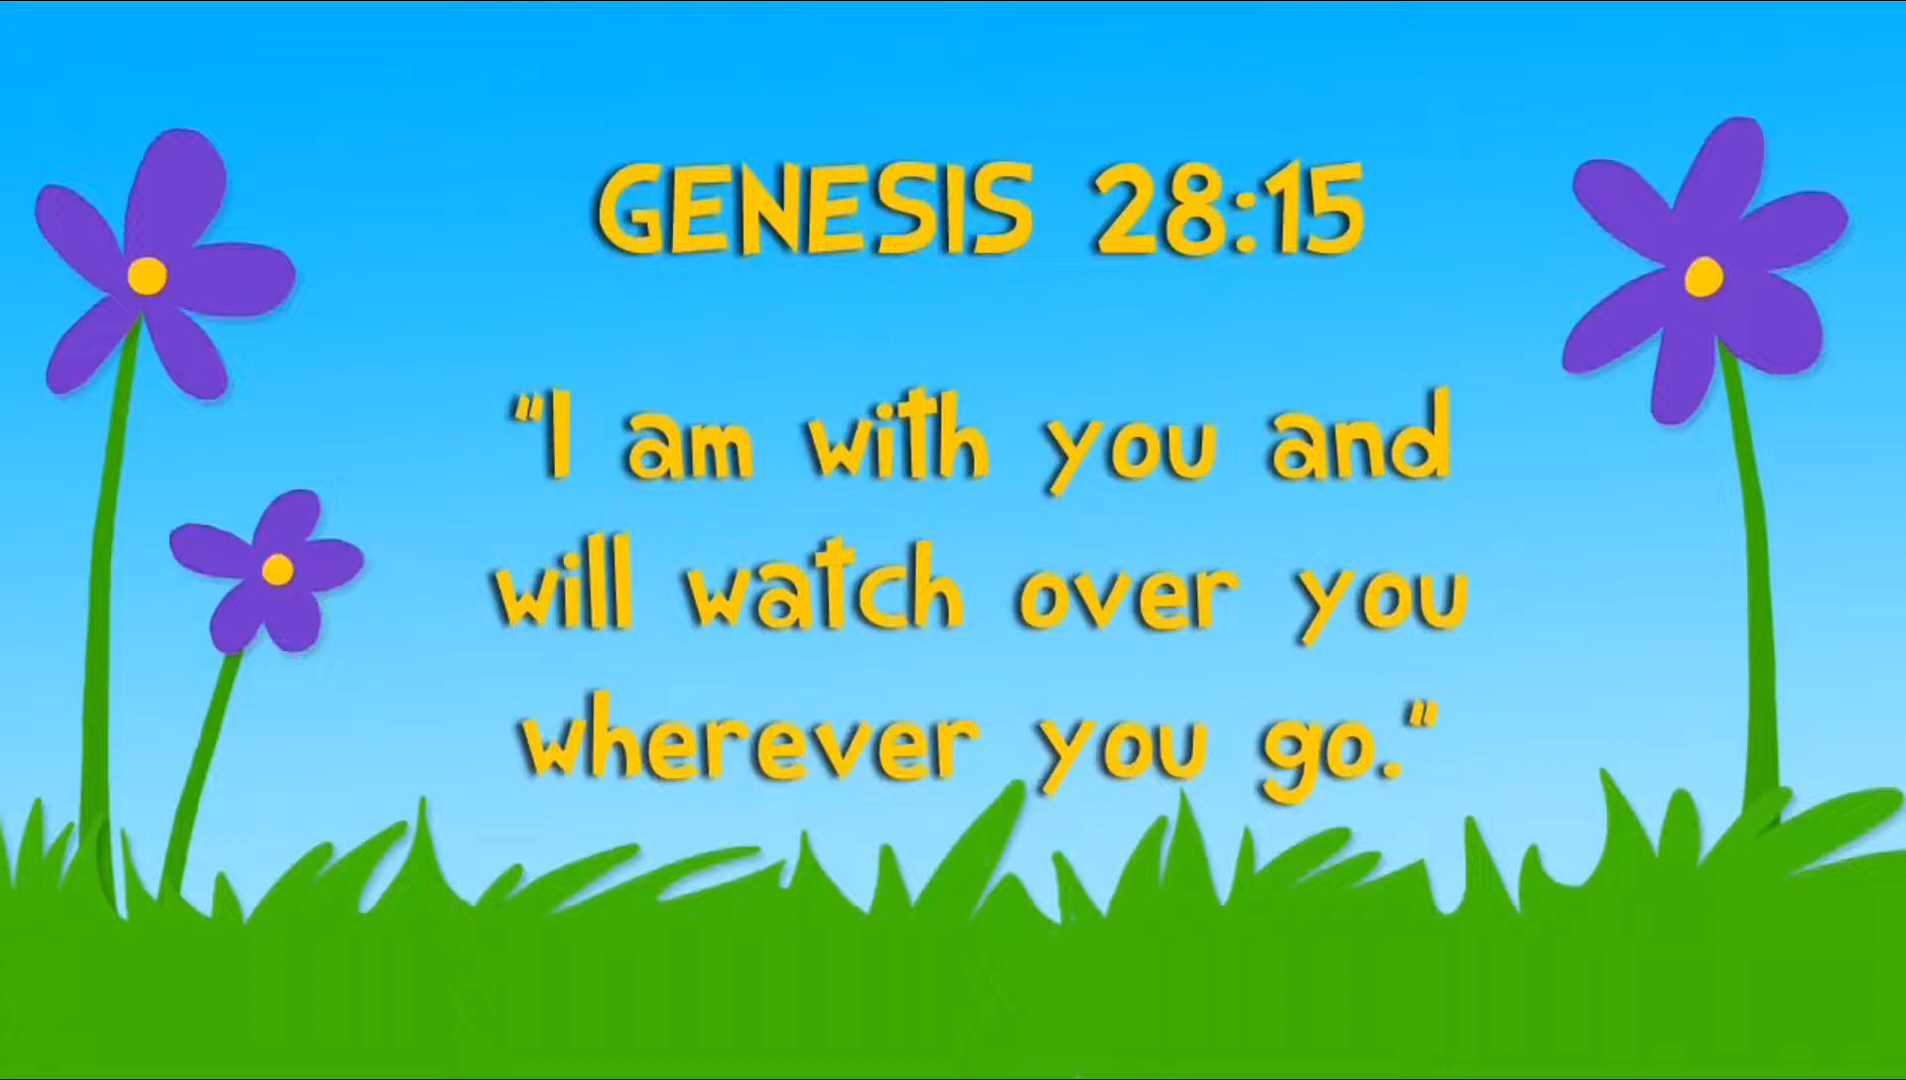 GENESIS 28:15
"I am with you and
will watch over you
wherever you go."